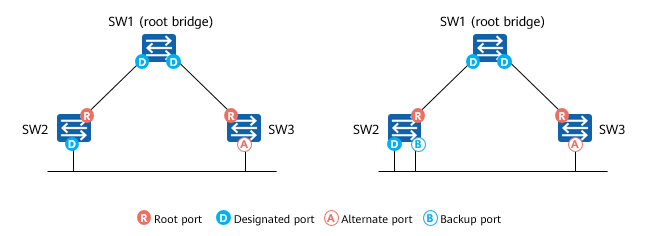 SW1 (root bridge)
D D
R R
SW2 SW3
D A
SW1 (root bridge)
D D
R R
SW2 SW3
D B A
R Root port D Designated port A Alternate port B Backup port